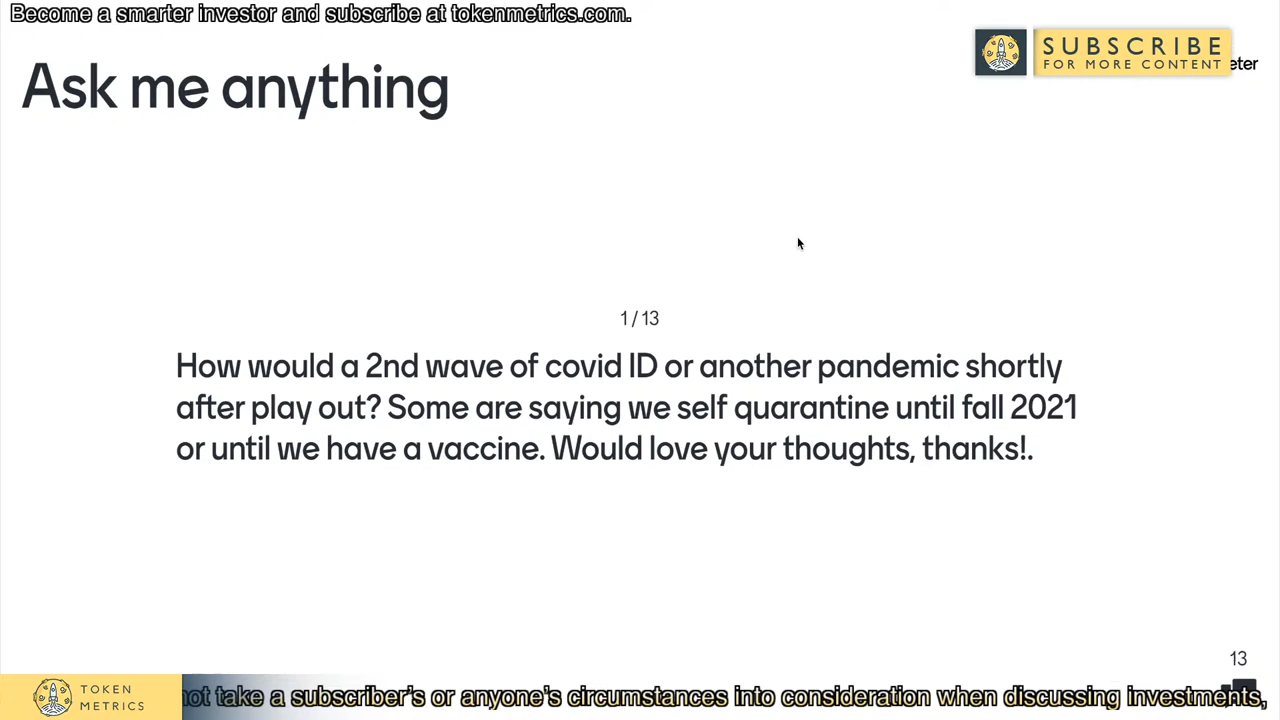 Become a smarter investor and subscribe at tokenmetrics.com.
SUBSCRIBE
FOR MORE CONTENT
eter
Ask me anything
1 / 13
How would a 2nd wave of covid ID or another pandemic shortly
after play out? Some are saying we self quarantine until fall 2021
or until we have a vaccine. Would love your thoughts, thanks!.
13
TOKEN
METRICS
not take a subscriber's or anyone's circumstances into consideration when discussing investments,